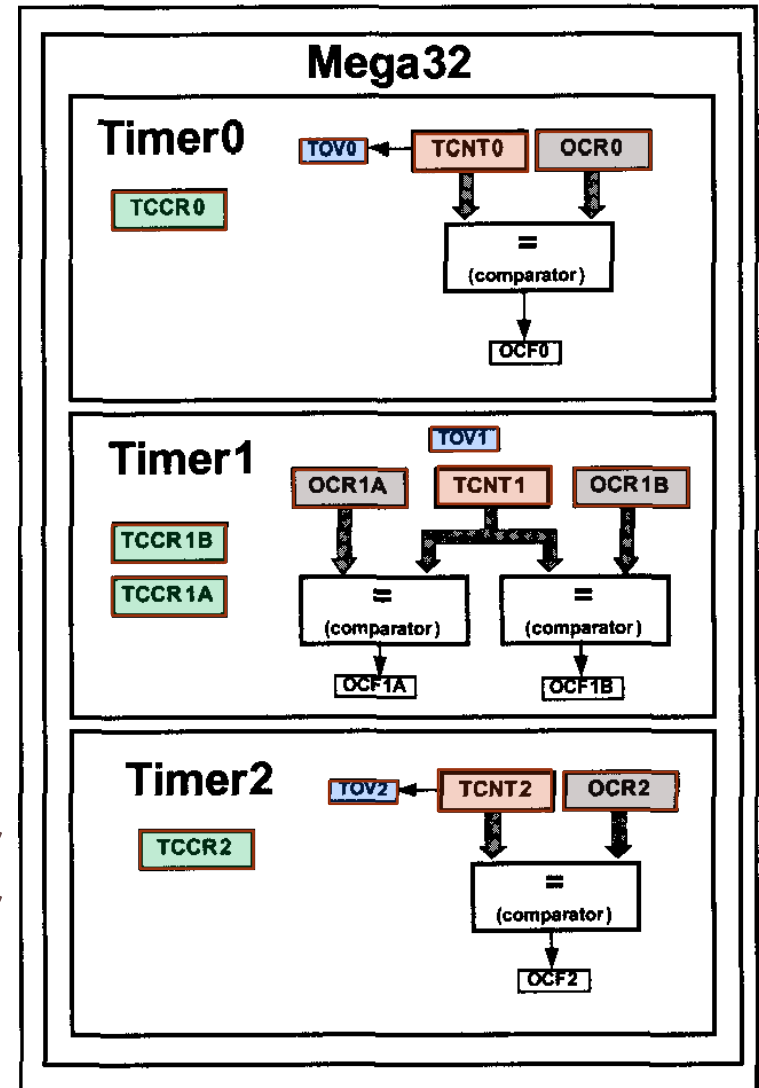 Mega32
Timer0
TOV0
TCNT0
OCR0
TCCR0
=
(comparator)
OCF0
Timer1
TOV1
OCR1A
TCNT1
OCR1B
TCCR1B
TCCR1A
=
(comparator)
=
(comparator)
OCF1A
OCF1B
Timer2
TOV2
TCNT2
OCR2
TCCR2
=
(comparator)
OCF2